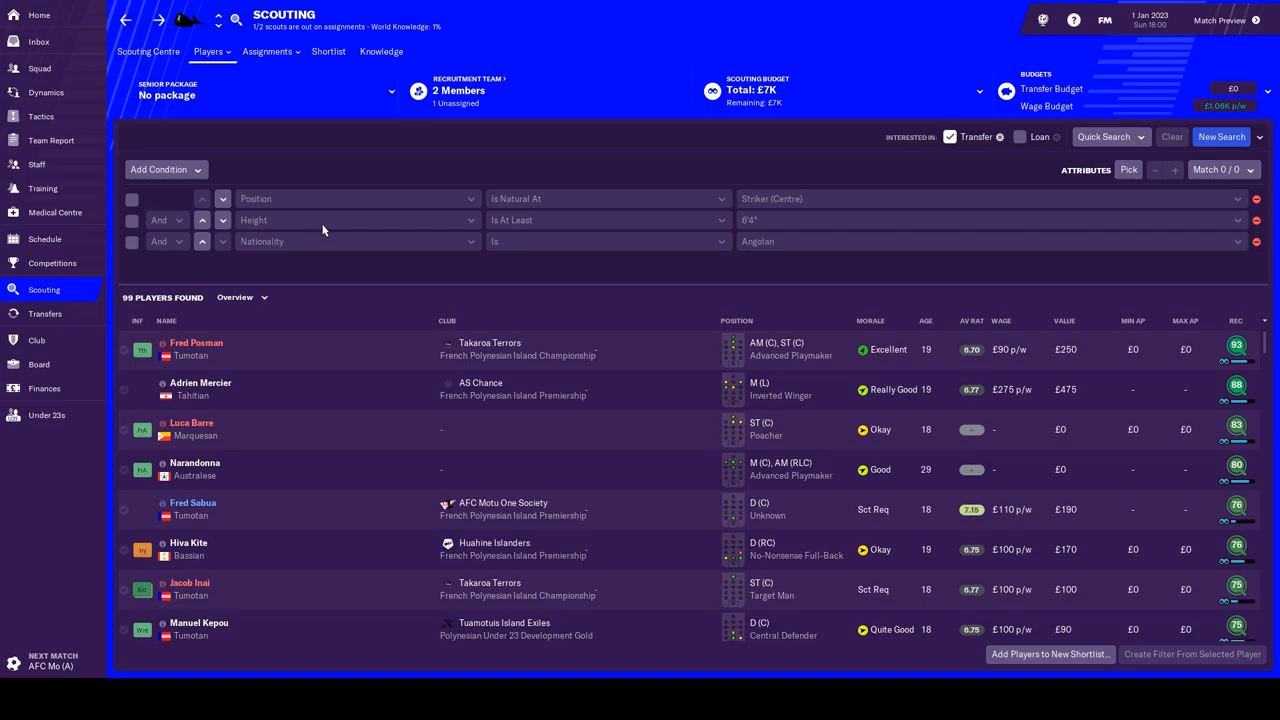 Home
Inbox
Squad
Dynamics
Tactics
Team Report
Staff
Training
Medical Centre
Schedule
Competitions
Scouting
Transfers
Club
Board
Finances
Under 23s
NEXT MATCH
AFC Mo (A)
SCOUTING
1/2 scouts are out on assignments - World Knowledge: 1%
?
FM
1 Jan 2023
Sun 18:00
Match Preview
Scouting Centre
Players
Assignments
Shortlist
Knowledge
SENIOR PACKAGE
No package
RECRUITMENT TEAM >
2 Members
1 Unassigned
SCOUTING BUDGET
Total: £7K
Remaining: £7K
BUDGETS
Transfer Budget £0
Wage Budget £1.06K p/w
INTERESTED IN: Transfer Loan Quick Search Clear New Search
Add Condition ATTRIBUTES Pick − + Match 0 / 0
Position Is Natural At Striker (Centre)
And Height Is At Least 6'4"
And Nationality Is Angolan
99 PLAYERS FOUND Overview
INF NAME CLUB POSITION MORALE AGE AV RAT WAGE VALUE MIN AP MAX AP REC
Yth Fred Posman Tumotan Takaroa Terrors French Polynesian Island Championship AM (C), ST (C) Advanced Playmaker Excellent 19 6.70 £90 p/w £250 £0 £0 93
Adrien Mercier Tahitian AS Chance French Polynesian Island Premiership M (L) Inverted Winger Really Good 19 6.77 £275 p/w £475 - - 88
FrA Luca Barre Marquesan - ST (C) Poacher Okay 18 - - £0 £0 £0 83
FrA Narandonna Australese - M (C), AM (RLC) Advanced Playmaker Good 29 - - £0 - - 80
Fred Sabua Tumotan AFC Motu One Society French Polynesian Island Premiership D (C) Unknown Sct Req 18 7.15 £110 p/w £190 - - 76
Inj Hiva Kite Bassian Huahine Islanders French Polynesian Island Premiership D (RC) No-Nonsense Full-Back Okay 19 6.75 £100 p/w £170 - - 76
Jacob Inai Tumotan Takaroa Terrors French Polynesian Island Championship ST (C) Target Man Sct Req 18 6.77 £100 p/w £100 £0 £0 75
Wnt Manuel Kepou Tumotan Tuamotuis Island Exiles Polynesian Under 23 Development Gold D (C) Central Defender Quite Good 18 6.75 £100 p/w £90 £0 £0 75
Add Players to New Shortlist... Create Filter From Selected Player